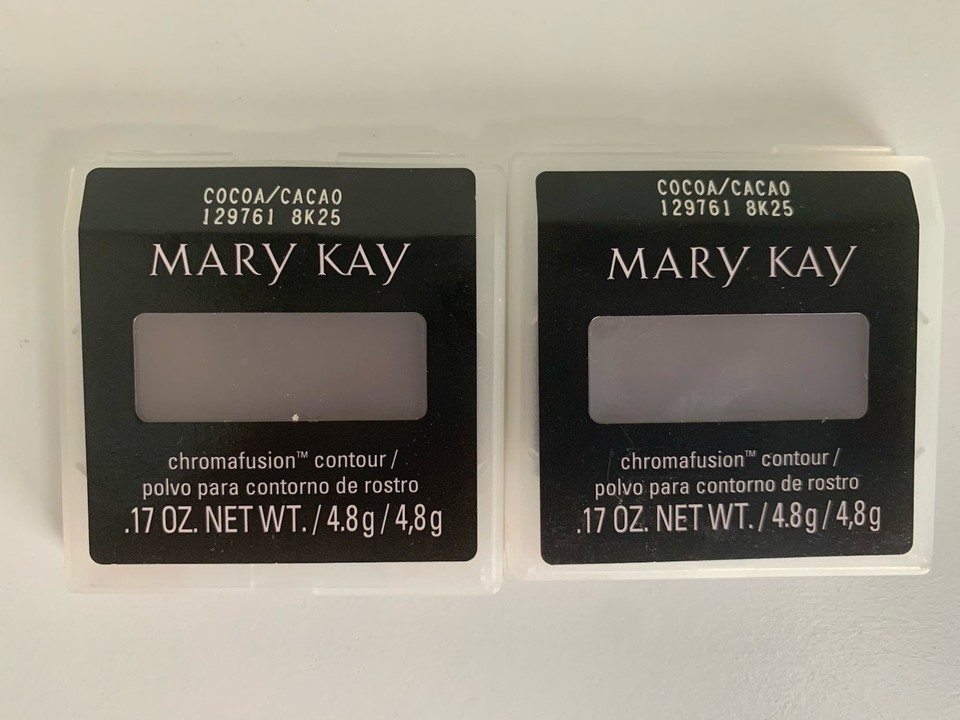 COCOA/CACAO
129761 8K25
MARY KAY
chromafusion™ contour /
polvo para contorno de rostro
.17 OZ. NET WT. / 4.8g / 4,8g
COCOA/CACAO
129761 8K25
MARY KAY
chromafusion™ contour /
polvo para contorno de rostro
.17 OZ. NET WT. / 4.8g / 4,8g